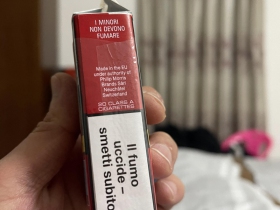 I MINORI
NON DEVONO
FUMARE
Made in the EU
under authority of
Philip Morris
Brands Sàrl
Neuchâtel
Switzerland
20 CLASS A
CIGARETTES
Il fumo
uccide –
smetti subito